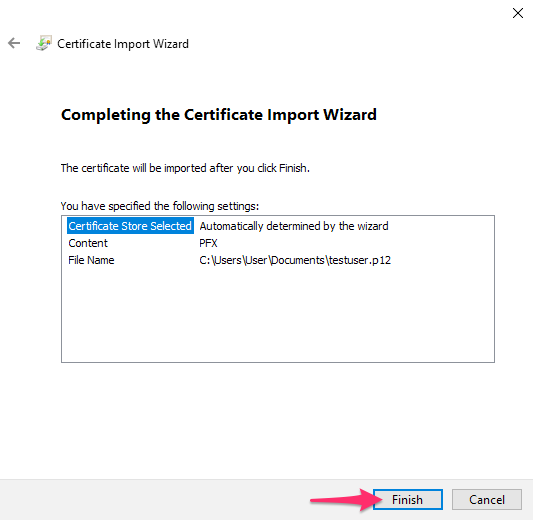 Certificate Import Wizard
Completing the Certificate Import Wizard
The certificate will be imported after you click Finish.
You have specified the following settings:
Certificate Store Selected Automatically determined by the wizard
Content PFX
File Name C:\Users\User\Documents\testuser.p12
Finish Cancel